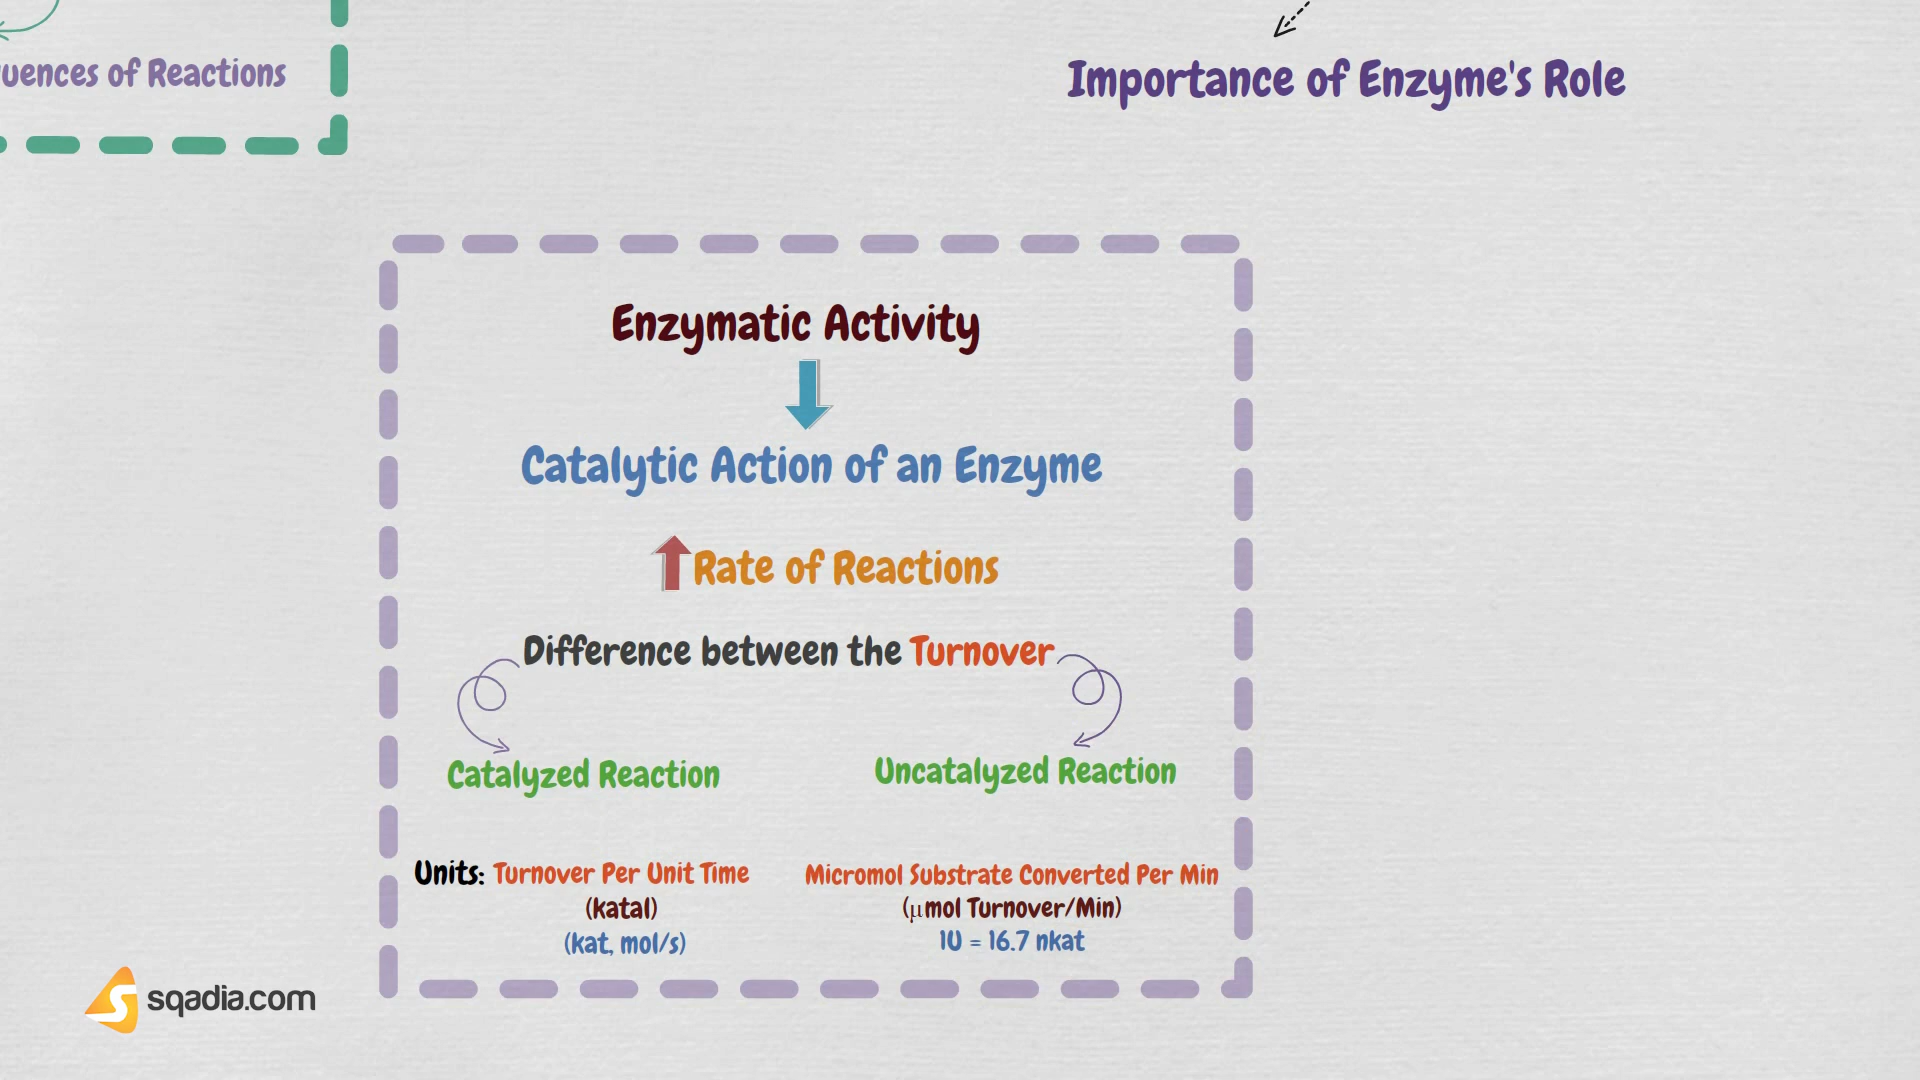 of Reactions
Importance of Enzyme's Role
Enzymatic Activity
Catalytic Action of an Enzyme
Rate of Reactions
Difference between the Turnover
Catalyzed Reaction
Uncatalyzed Reaction
Units: Turnover Per Unit Time
(katal)
(kat, mol/s)
Micromol Substrate Converted Per Min
(μmol Turnover/Min)
1U = 16.7 nkat
sqadia.com